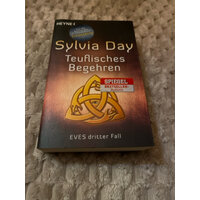 HEYNE <
Sylvia Day
Teuflisches
Begehren
SPIEGEL
BESTSELLER-
EVES dritter Fall